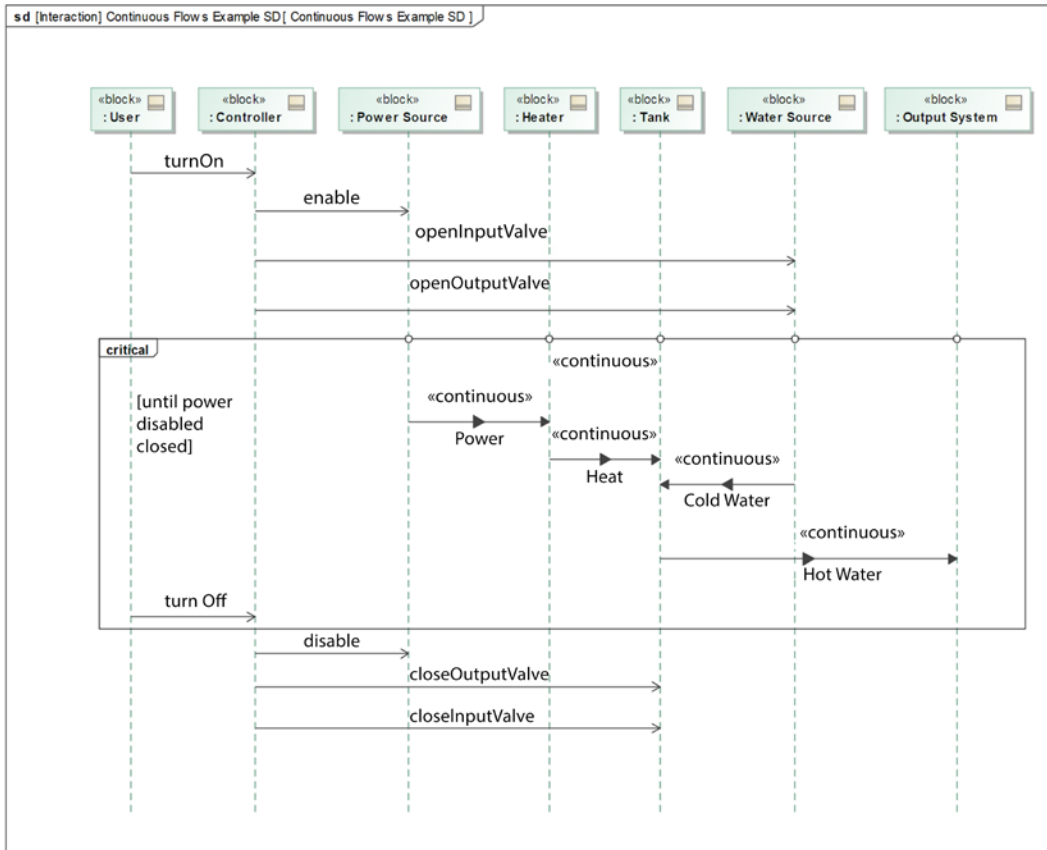 sd [Interaction] Continuous Flows Example SD[ Continuous Flows Example SD ]
«block»
: User
«block»
: Controller
«block»
: Power Source
«block»
: Heater
«block»
: Tank
«block»
: Water Source
«block»
: Output System
turnOn
enable
openInputValve
openOutputValve
critical
«continuous»
[until power
disabled
closed]
«continuous»
Power
«continuous»
Heat
«continuous»
Cold Water
«continuous»
Hot Water
turn Off
disable
closeOutputValve
closeInputValve